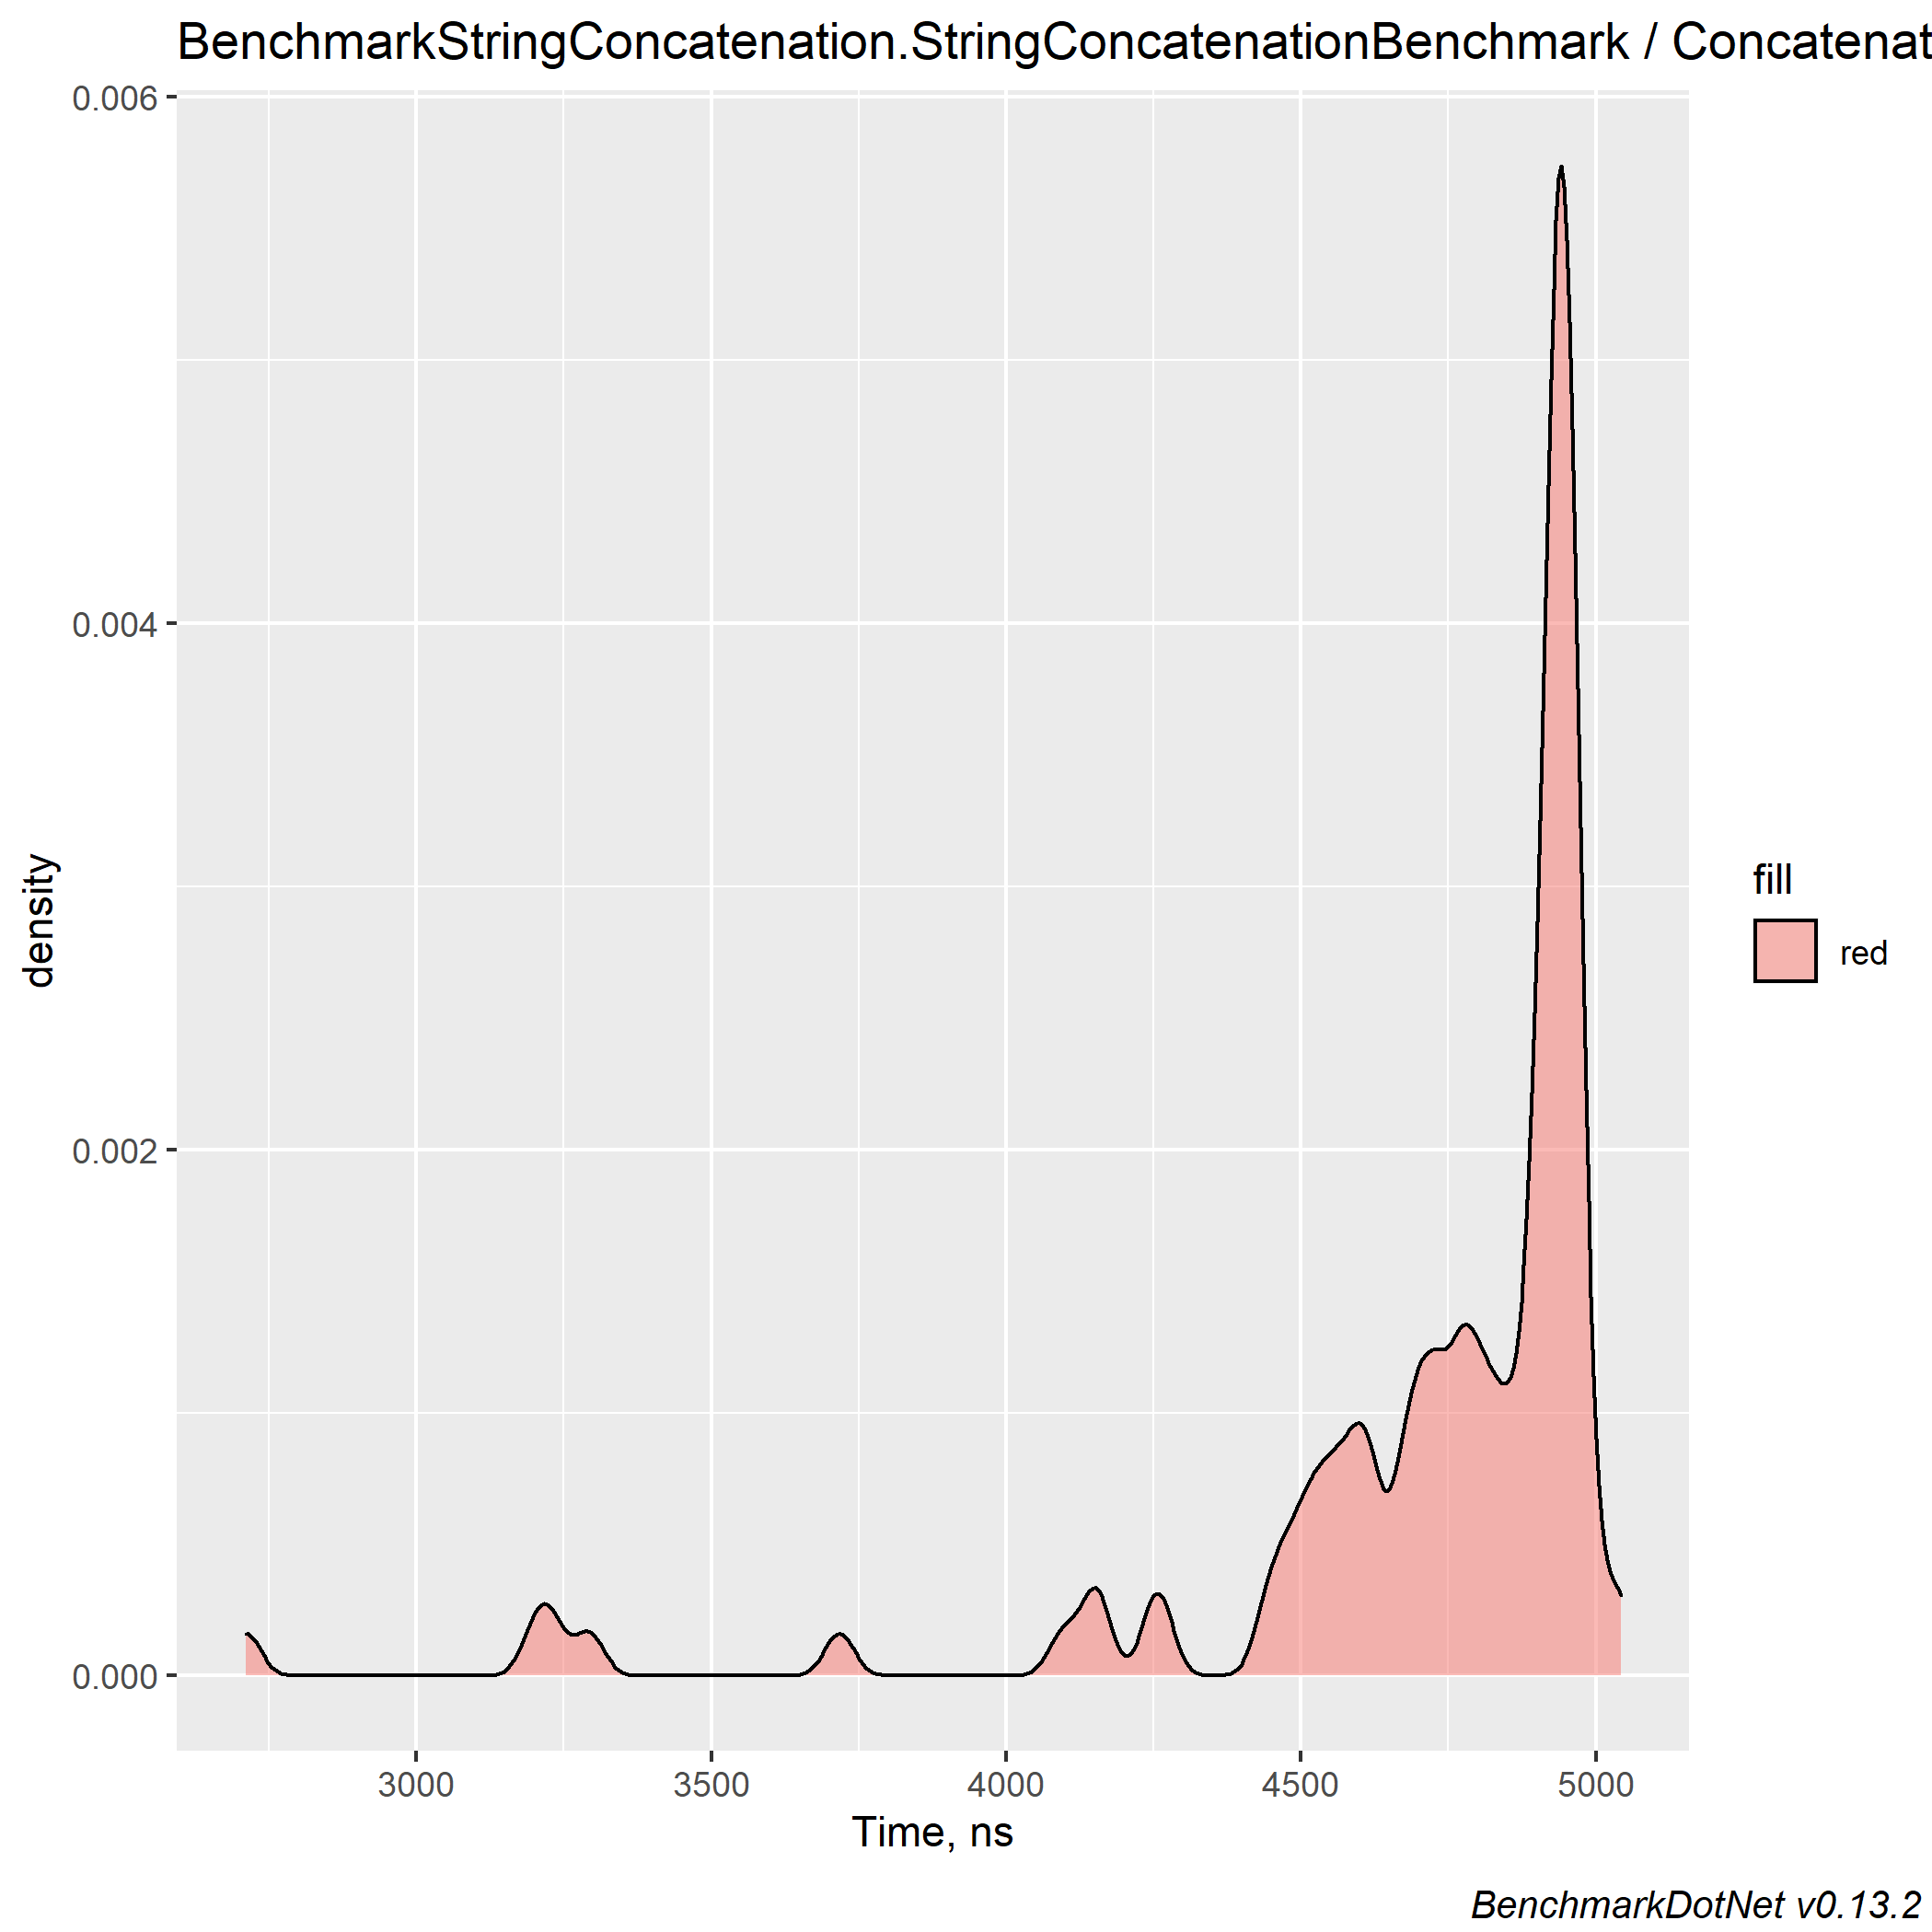 BenchmarkStringConcatenation.StringConcatenationBenchmark / Concatenat
0.006
0.004
0.002
0.000
density
3000 3500 4000 4500 5000
Time, ns
fill
red
BenchmarkDotNet v0.13.2